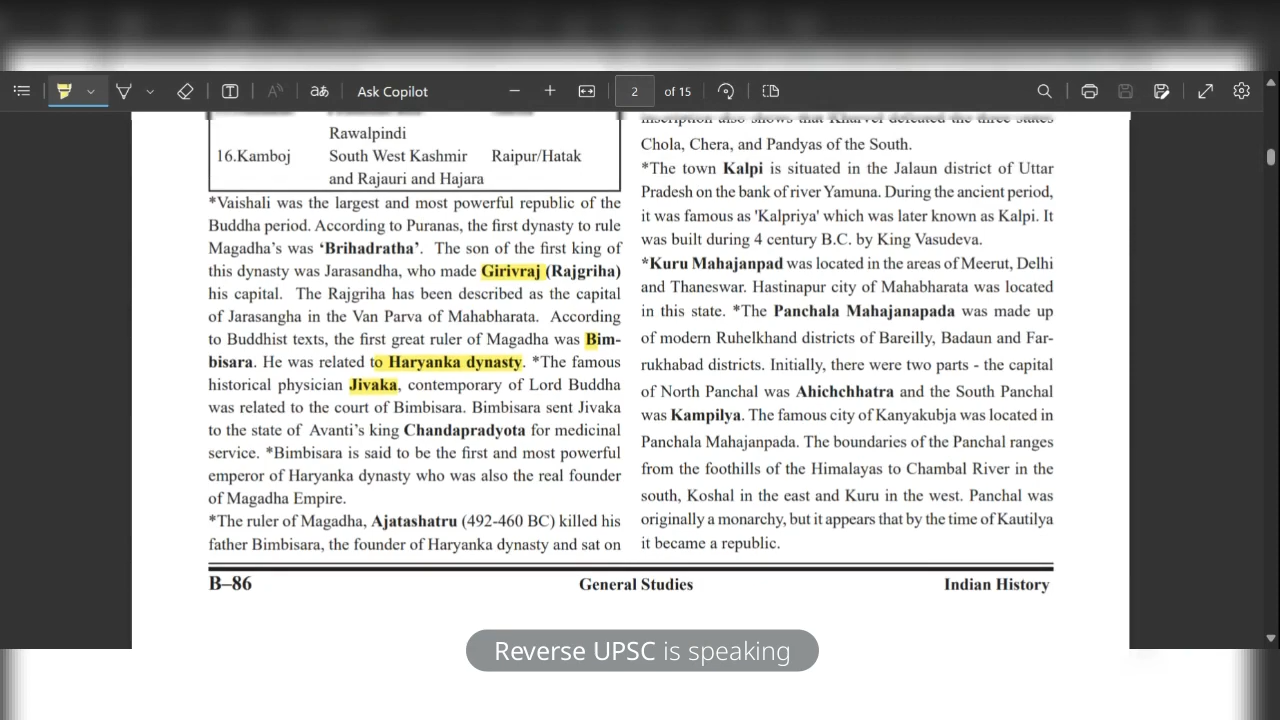 Ask Copilot
2 of 15
Rawalpindi
16.Kamboj South West Kashmir Raipur/Hatak
and Rajauri and Hajara
*Vaishali was the largest and most powerful republic of the
Buddha period. According to Puranas, the first dynasty to rule
Magadha's was ‘Brihadratha’. The son of the first king of
this dynasty was Jarasandha, who made Girivraj (Rajgriha)
his capital. The Rajgriha has been described as the capital
of Jarasangha in the Van Parva of Mahabharata. According
to Buddhist texts, the first great ruler of Magadha was Bim-
bisara. He was related to Haryanka dynasty. *The famous
historical physician Jivaka, contemporary of Lord Buddha
was related to the court of Bimbisara. Bimbisara sent Jivaka
to the state of Avanti's king Chandapradyota for medicinal
service. *Bimbisara is said to be the first and most powerful
emperor of Haryanka dynasty who was also the real founder
of Magadha Empire.
*The ruler of Magadha, Ajatashatru (492-460 BC) killed his
father Bimbisara, the founder of Haryanka dynasty and sat on
inscription also shows that Kharvel defeated the three states
Chola, Chera, and Pandyas of the South.
*The town Kalpi is situated in the Jalaun district of Uttar
Pradesh on the bank of river Yamuna. During the ancient period,
it was famous as 'Kalpriya' which was later known as Kalpi. It
was built during 4 century B.C. by King Vasudeva.
*Kuru Mahajanpad was located in the areas of Meerut, Delhi
and Thaneswar. Hastinapur city of Mahabharata was located
in this state. *The Panchala Mahajanapada was made up
of modern Ruhelkhand districts of Bareilly, Badaun and Far-
rukhabad districts. Initially, there were two parts - the capital
of North Panchal was Ahichchhatra and the South Panchal
was Kampilya. The famous city of Kanyakubja was located in
Panchala Mahajanpada. The boundaries of the Panchal ranges
from the foothills of the Himalayas to Chambal River in the
south, Koshal in the east and Kuru in the west. Panchal was
originally a monarchy, but it appears that by the time of Kautilya
it became a republic.
B–86 General Studies Indian History
Reverse UPSC is speaking